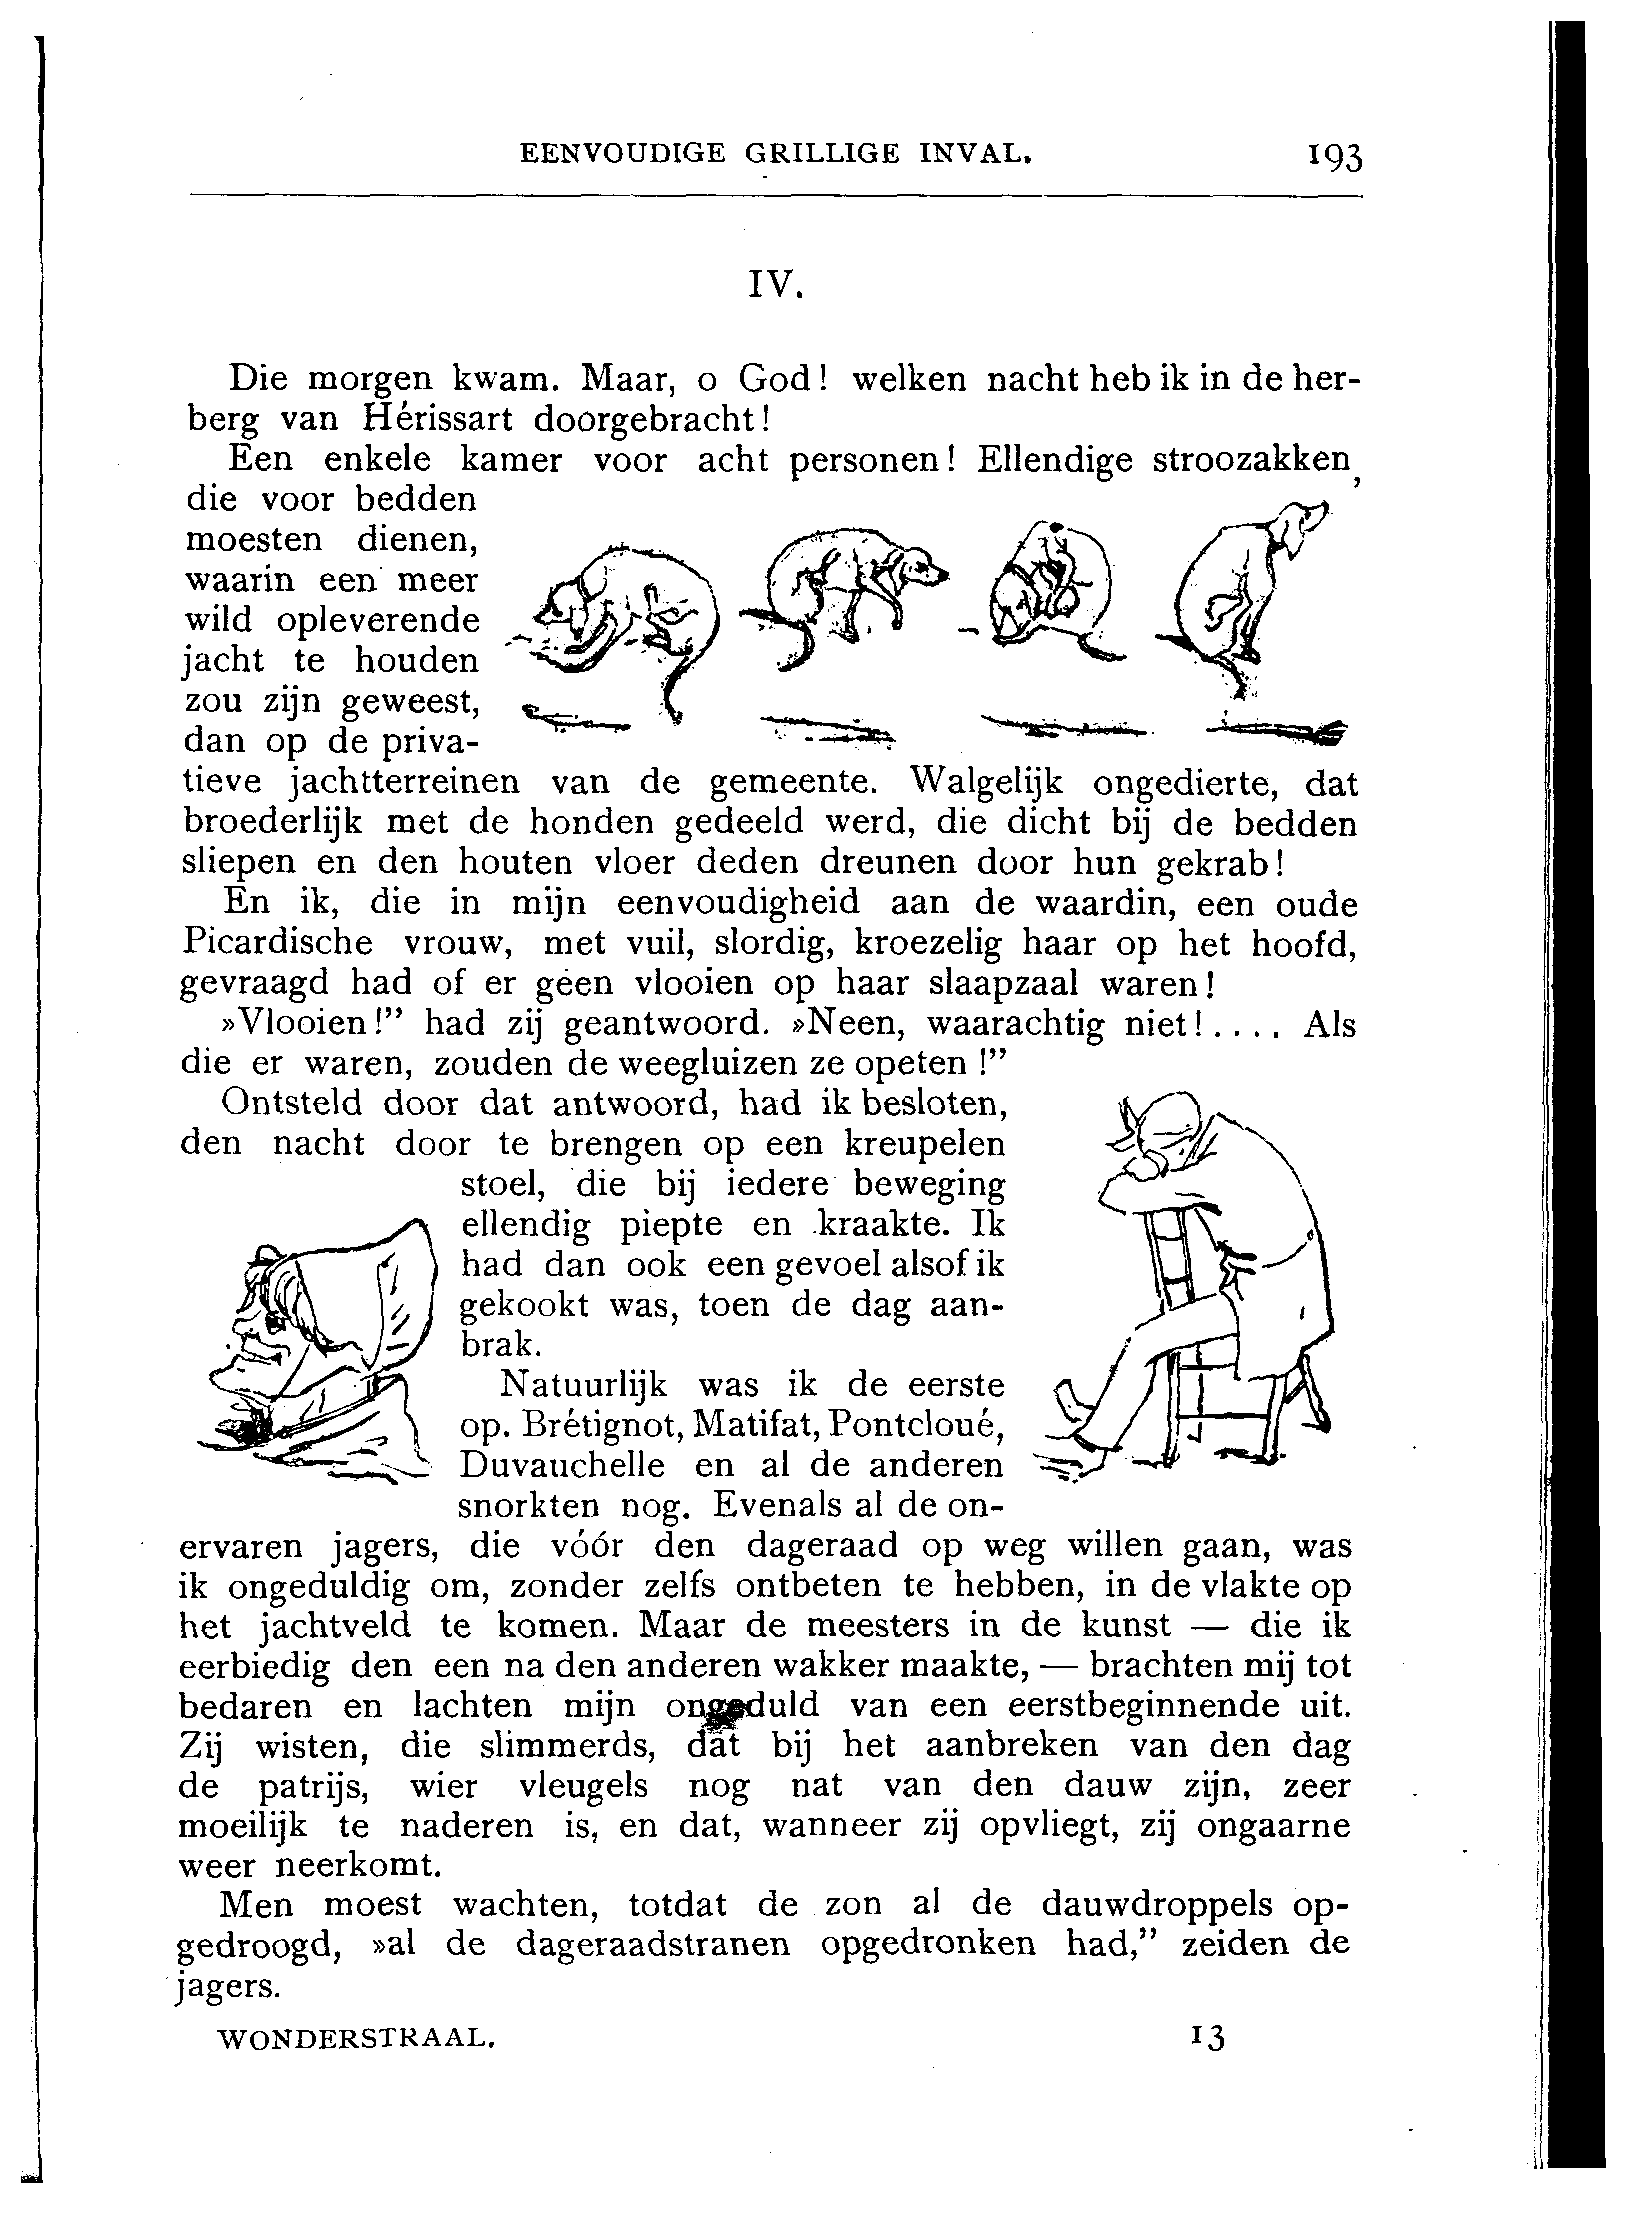 EENVOUDIGE GRILLIGE INVAL. 193
IV.
Die morgen kwam. Maar, o God! welken nacht heb ik in de her-
berg van Hérissart doorgebracht!
Een enkele kamer voor acht personen! Ellendige stroozakken,
die voor bedden
moesten dienen,
waarin een meer
wild opleverende
jacht te houden
zou zijn geweest,
dan op de priva-
tieve jachtterreinen van de gemeente. Walgelijk ongedierte, dat
broederlijk met de honden gedeeld werd, die dicht bij de bedden
sliepen en den houten vloer deden dreunen door hun gekrab!
En ik, die in mijn eenvoudigheid aan de waardin, een oude
Picardische vrouw, met vuil, slordig, kroezelig haar op het hoofd,
gevraagd had of er geen vlooien op haar slaapzaal waren!
»Vlooien!” had zij geantwoord. »Neen, waarachtig niet!.... Als
die er waren, zouden de weegluizen ze opeten!”
Ontsteld door dat antwoord, had ik besloten,
den nacht door te brengen op een kreupelen
stoel, die bij iedere beweging
ellendig piepte en kraakte. Ik
had dan ook een gevoel alsof ik
gekookt was, toen de dag aan-
brak.
Natuurlijk was ik de eerste
op. Brétignot, Matifat, Pontcloué,
Duvauchelle en al de anderen
snorkten nog. Evenals al de on-
ervaren jagers, die vóór den dageraad op weg willen gaan, was
ik ongeduldig om, zonder zelfs ontbeten te hebben, in de vlakte op
het jachtveld te komen. Maar de meesters in de kunst — die ik
eerbiedig den een na den anderen wakker maakte, — brachten mij tot
bedaren en lachten mijn ongeduld van een eerstbeginnende uit.
Zij wisten, die slimmerds, dat bij het aanbreken van den dag
de patrijs, wier vleugels nog nat van den dauw zijn, zeer
moeilijk te naderen is, en dat, wanneer zij opvliegt, zij ongaarne
weer neerkomt.
Men moest wachten, totdat de zon al de dauwdroppels op-
gedroogd, »al de dageraadstranen opgedronken had,” zeiden de
jagers.
WONDERSTRAAL. 13